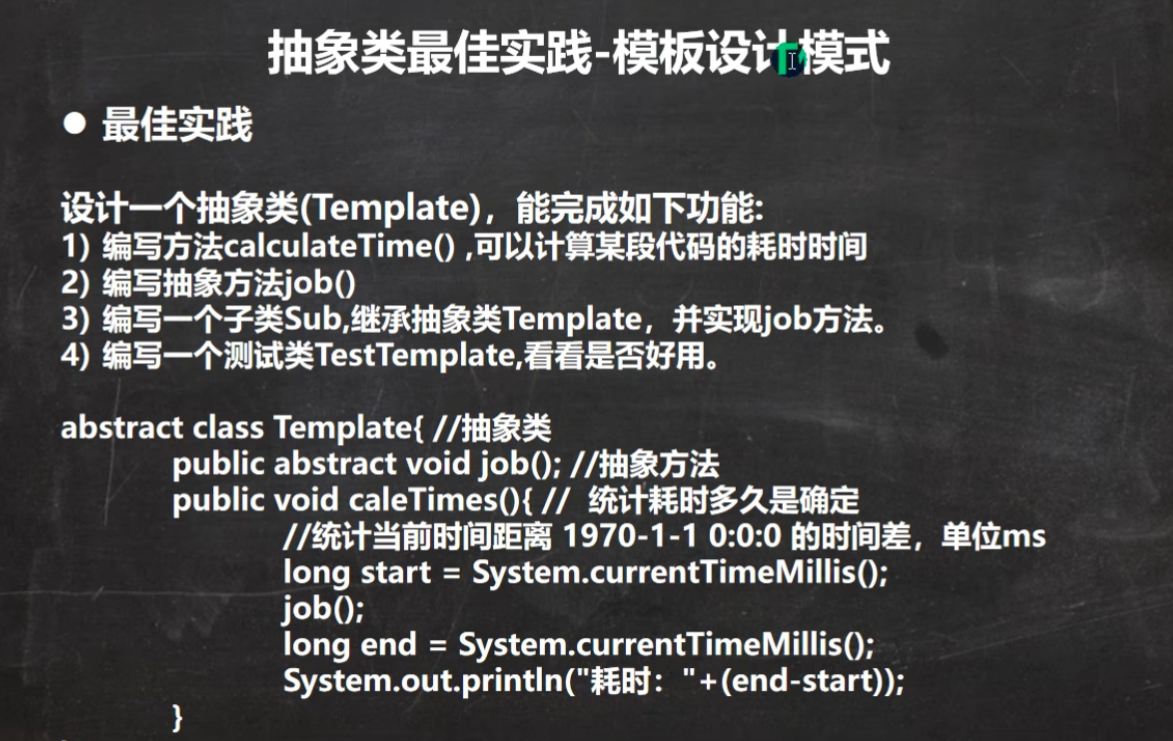 抽象类最佳实践-模板设计模式
● 最佳实践
设计一个抽象类(Template)，能完成如下功能:
1) 编写方法calculateTime() ,可以计算某段代码的耗时时间
2) 编写抽象方法job()
3) 编写一个子类Sub,继承抽象类Template，并实现job方法。
4) 编写一个测试类TestTemplate,看看是否好用。
abstract class Template{ //抽象类
public abstract void job(); //抽象方法
public void caleTimes(){ // 统计耗时多久是确定
//统计当前时间距离 1970-1-1 0:0:0 的时间差，单位ms
long start = System.currentTimeMillis();
job();
long end = System.currentTimeMillis();
System.out.println("耗时："+(end-start));
}